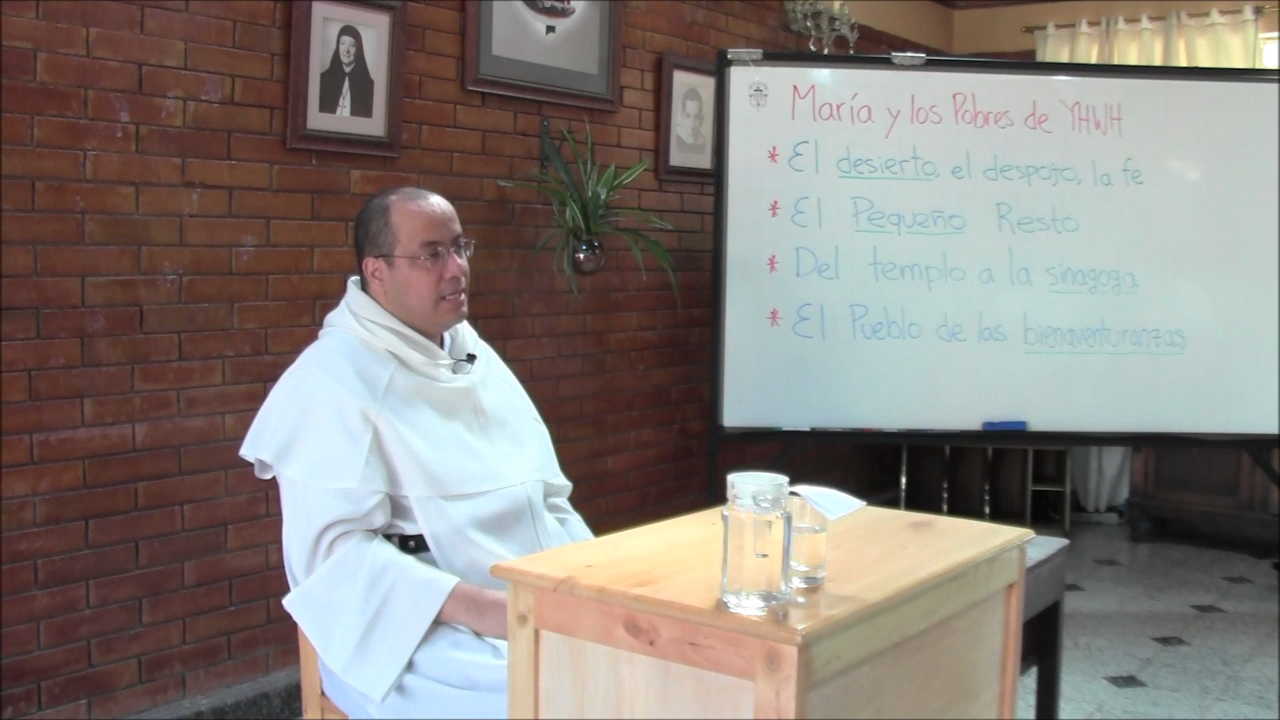 María y los Pobres de YHWH
* El desierto, el despojo, la fe
* El Pequeño Resto
* Del templo a la sinagoga
* El Pueblo de las bienaventuranzas